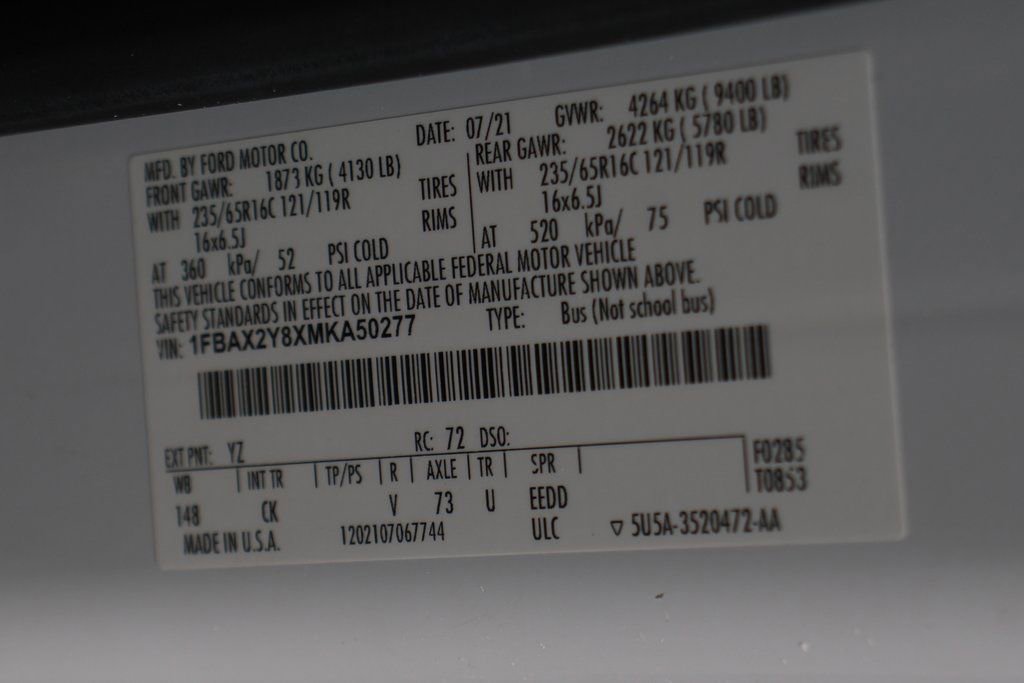 MFD. BY FORD MOTOR CO. DATE: 07/21 GVWR: 4264 KG ( 9400 LB)
FRONT GAWR: 1873 KG ( 4130 LB) REAR GAWR: 2622 KG ( 5780 LB)
WITH 235/65R16C 121/119R TIRES WITH 235/65R16C 121/119R TIRES
16x6.5J RIMS 16x6.5J RIMS
AT 360 kPa/ 52 PSI COLD AT 520 kPa/ 75 PSI COLD
THIS VEHICLE CONFORMS TO ALL APPLICABLE FEDERAL MOTOR VEHICLE
SAFETY STANDARDS IN EFFECT ON THE DATE OF MANUFACTURE SHOWN ABOVE.
VIN: 1FBAX2Y8XMKA50277 TYPE: Bus (Not school bus)
EXT PNT: YZ RC: 72 DSO:
WB INT TR TP/PS R AXLE TR SPR F0285
148 CK V 73 U EEDD T0853
MADE IN U.S.A. 1202107067744 ULC ▽ 5U5A-3520472-AA